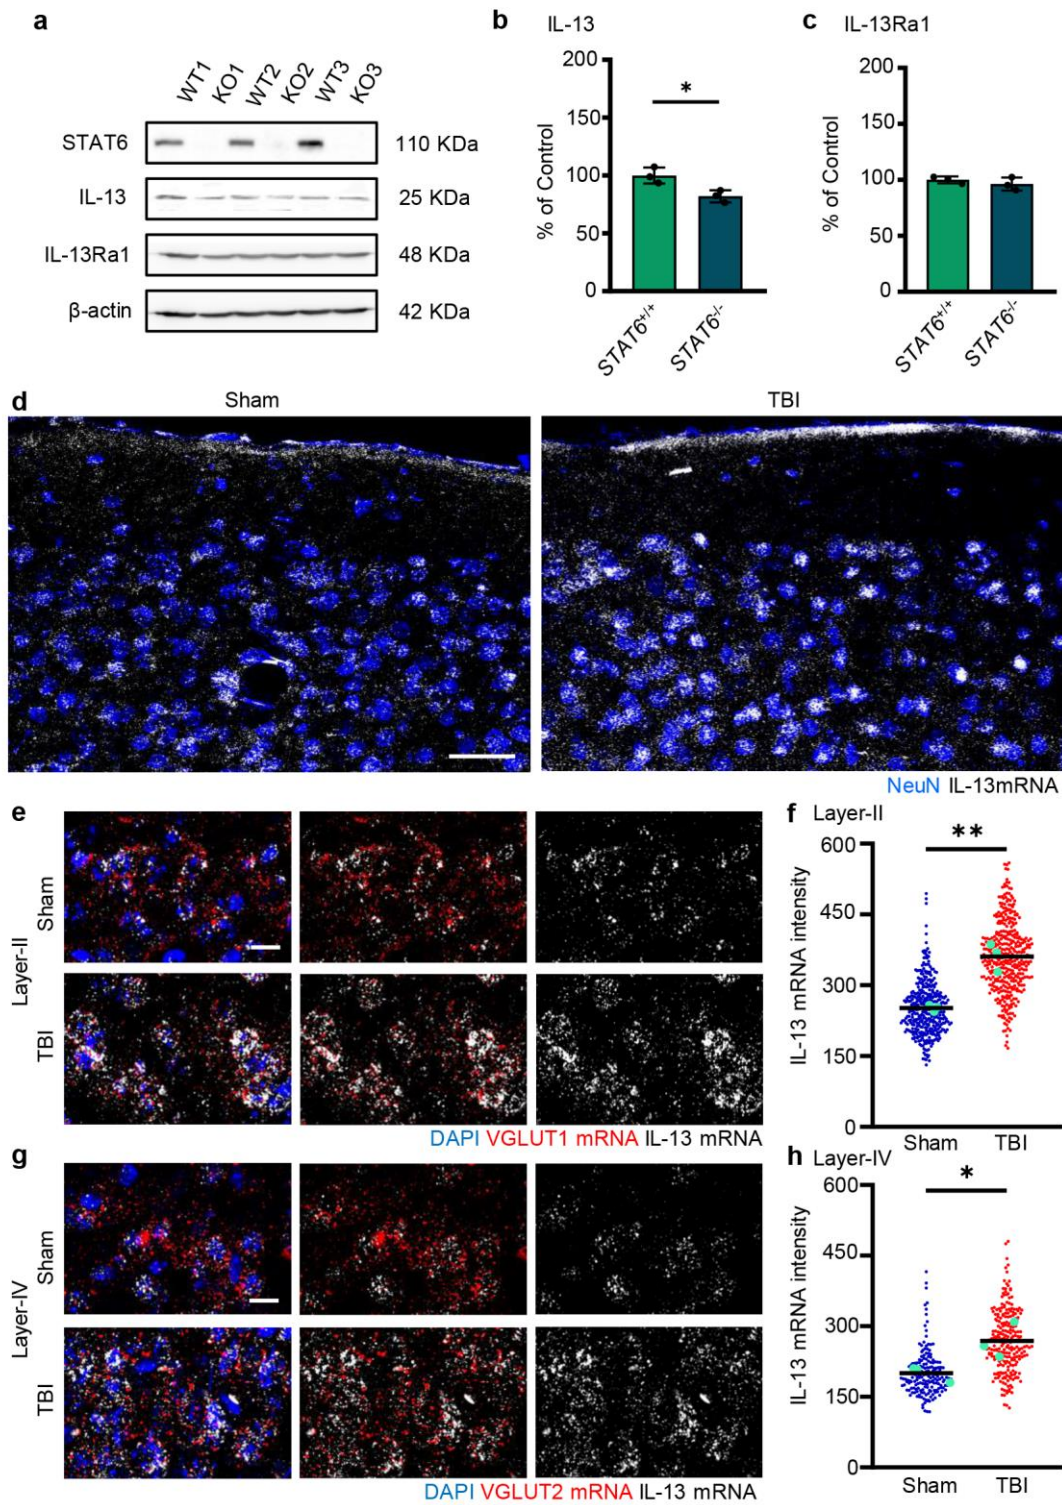 a
WT1 KO1 WT2 KO2 WT3 KO3
STAT6 110 KDa
IL-13 25 KDa
IL-13Ra1 48 KDa
β-actin 42 KDa
b IL-13
% of Control
200
150
100
50
0
*
STAT6+/+ STAT6-/-
c IL-13Ra1
% of Control
200
150
100
50
0
STAT6+/+ STAT6-/-
d Sham TBI
NeuN IL-13mRNA
e
Layer-II
Sham
TBI
DAPI VGLUT1 mRNA IL-13 mRNA
f Layer-II
IL-13 mRNA intensity
600
450
300
150
0
**
Sham TBI
g
Layer-IV
Sham
TBI
DAPI VGLUT2 mRNA IL-13 mRNA
h Layer-IV
IL-13 mRNA intensity
600
450
300
150
0
*
Sham TBI